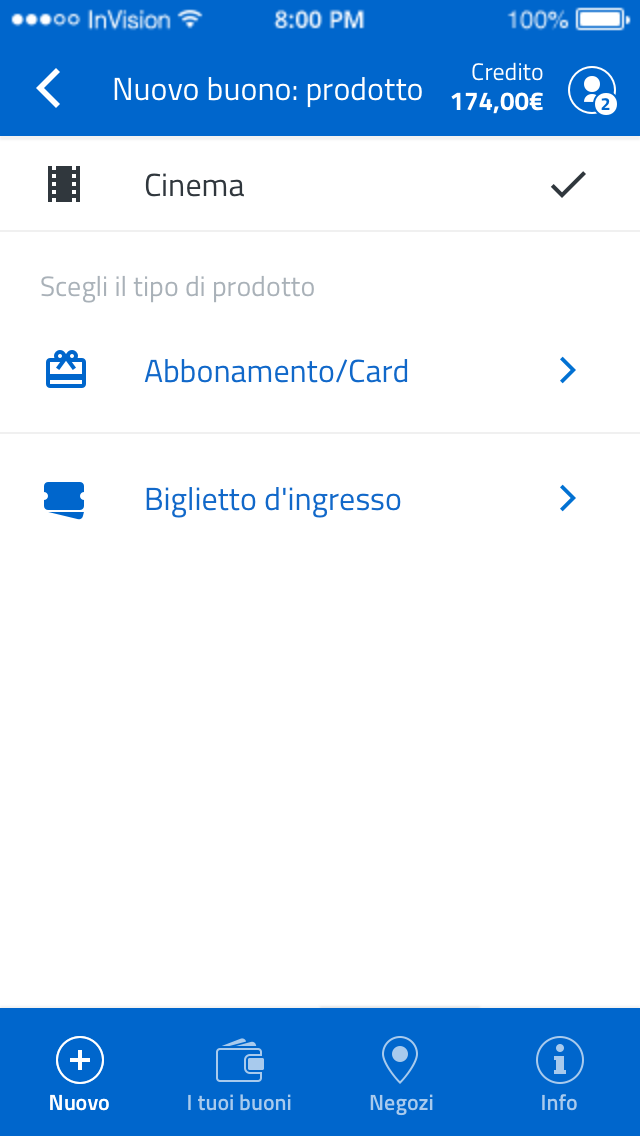 InVision 8:00 PM 100%
Nuovo buono: prodotto
Credito
174,00€
2
Cinema
Scegli il tipo di prodotto
Abbonamento/Card
Biglietto d'ingresso
Nuovo I tuoi buoni Negozi Info